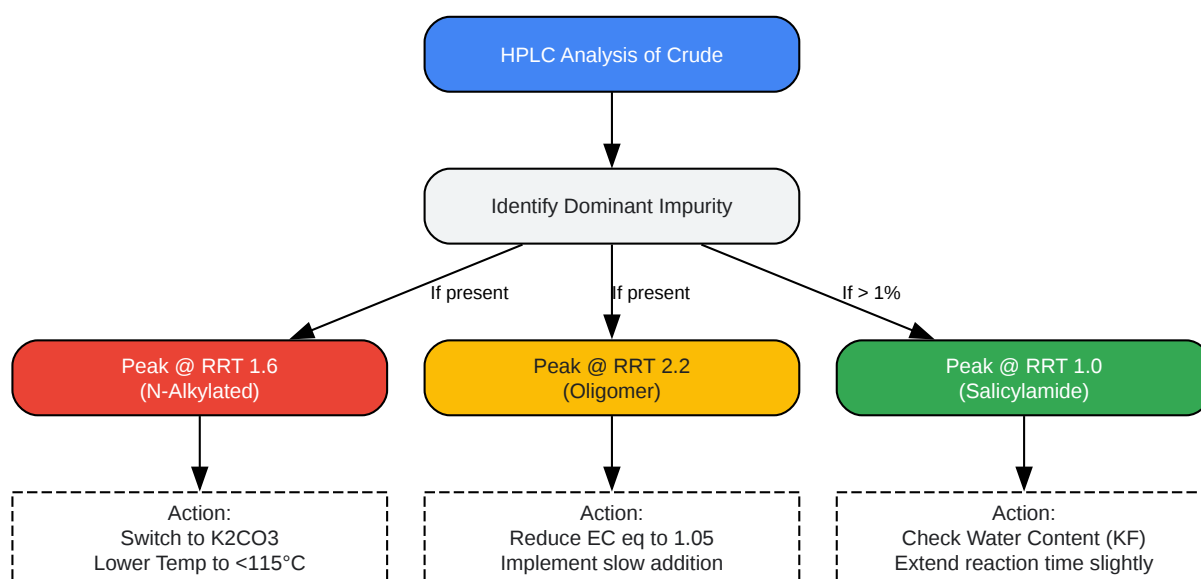 HPLC Analysis of Crude
Identify Dominant Impurity
If present
If present
If > 1%
Peak @ RRT 1.6
(N-Alkylated)
Peak @ RRT 2.2
(Oligomer)
Peak @ RRT 1.0
(Salicylamide)
Action:
Switch to K2CO3
Lower Temp to <115°C
Action:
Reduce EC eq to 1.05
Implement slow addition
Action:
Check Water Content (KF)
Extend reaction time slightly